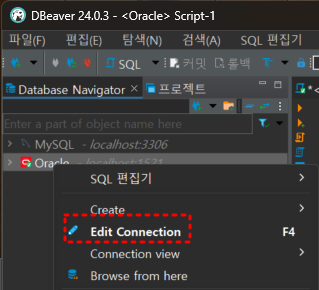 DBeaver 24.0.3 - <Oracle> Script-1
파일(F) 편집(E) 탐색(N) 검색(A) SQL 편집기
SQL 커밋 롤백
Database Navigator 프로젝트
Enter a part of object name here
MySQL - localhost:3306
Oracle - localhost:1521
SQL 편집기
Create
Edit Connection F4
Connection view
Browse from here